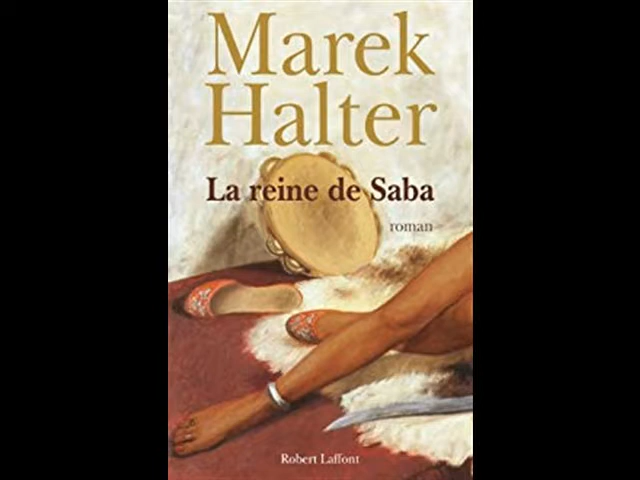 Marek
Halter
La reine de Saba
roman
Robert Laffont